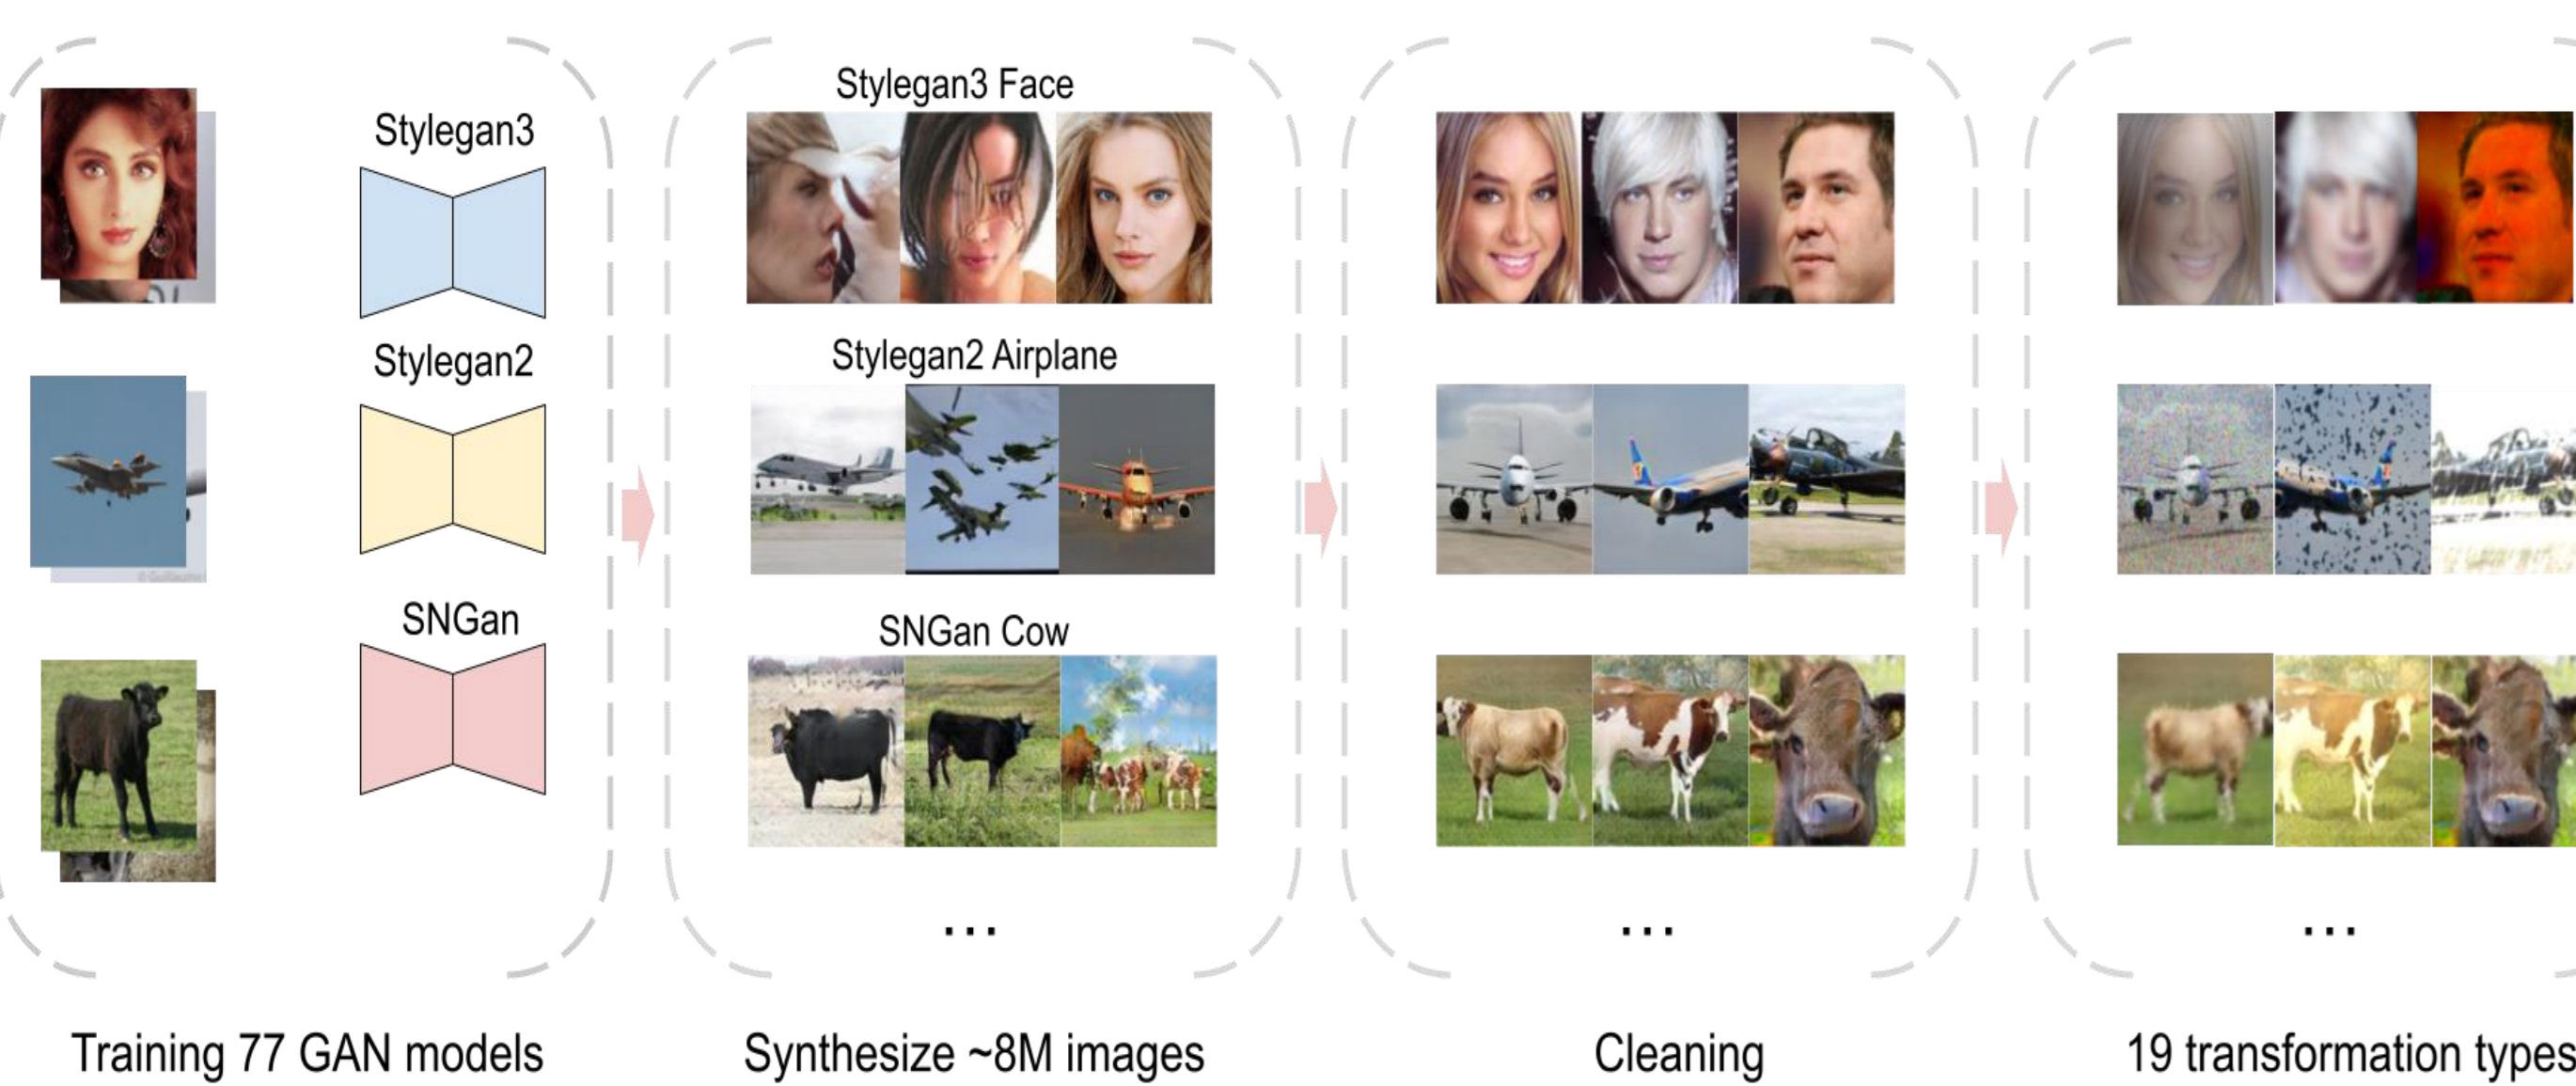 Stylegan3
Stylegan2
SNGan
Training 77 GAN models
Stylegan3 Face
Stylegan2 Airplane
SNGan Cow
...
Synthesize ~8M images
...
Cleaning
...
19 transformation types